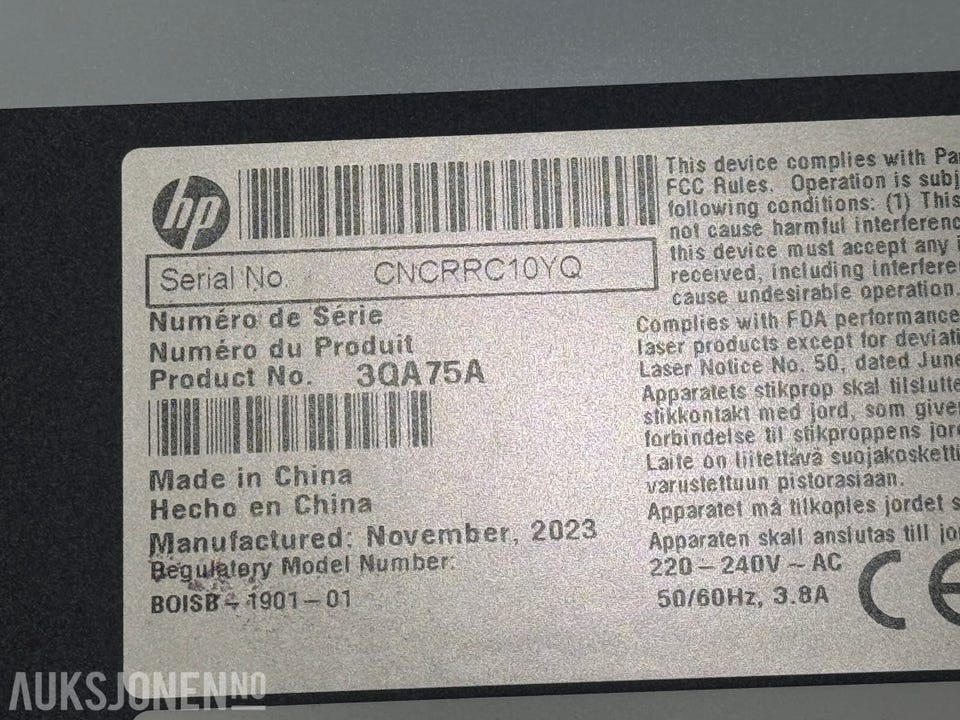 hp
Serial No. CNCRRC10YQ
Numéro de Série
Numéro du Produit
Product No. 3QA75A
Made in China
Hecho en China
Manufactured: November, 2023
Regulatory Model Number:
BOISB-1901-01
This device complies with Pa
FCC Rules. Operation is subj
following conditions: (1) This
not cause harmful interferenc
this device must accept any i
received, including interfere
cause undesirable operation.
Complies with FDA performance
laser products except for deviati
Laser Notice No. 50, dated June
Apparatets stikprop skal tilslutte
stikkontakt med jord, som giver
forbindelse til stikproppens jord
Laite on liitettävä suojakosketti
varustettuun pistorasiaan.
Apparatet må tilkoples jordet s
Apparaten skall anslutas till jor
220-240V~AC
50/60Hz, 3.8A
CE
AUKSJONEN NO